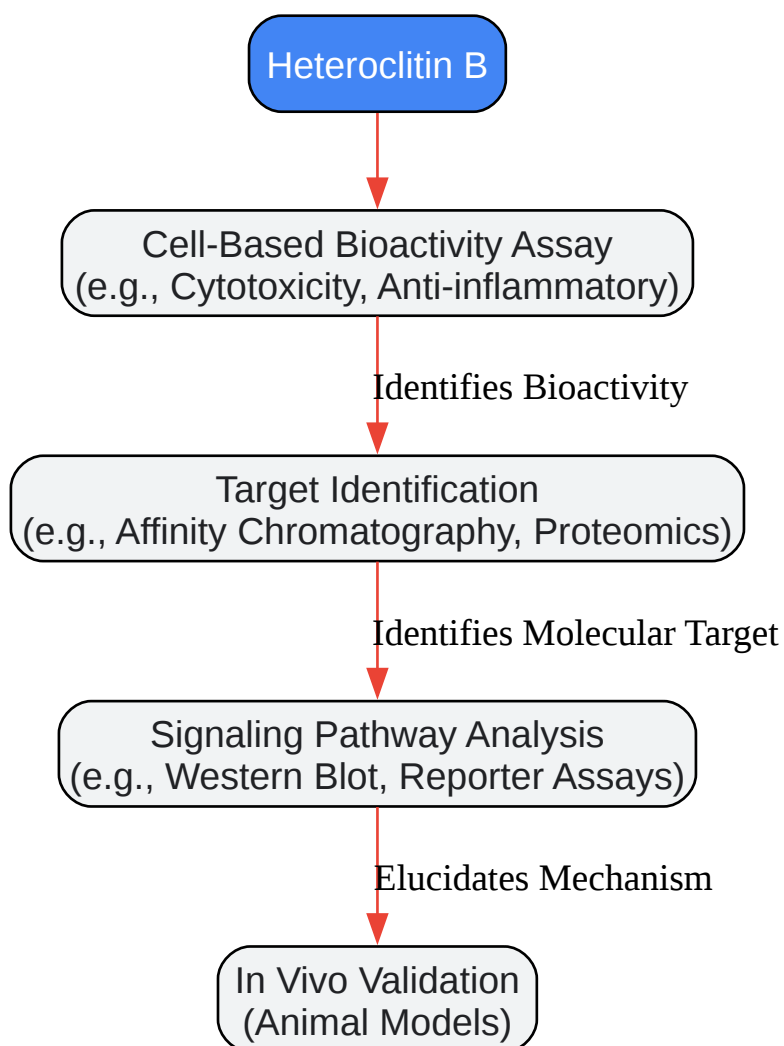 Heteroclitin B
Cell-Based Bioactivity Assay
(e.g., Cytotoxicity, Anti-inflammatory)
Identifies Bioactivity
Target Identification
(e.g., Affinity Chromatography, Proteomics)
Identifies Molecular Target
Signaling Pathway Analysis
(e.g., Western Blot, Reporter Assays)
Elucidates Mechanism
In Vivo Validation
(Animal Models)